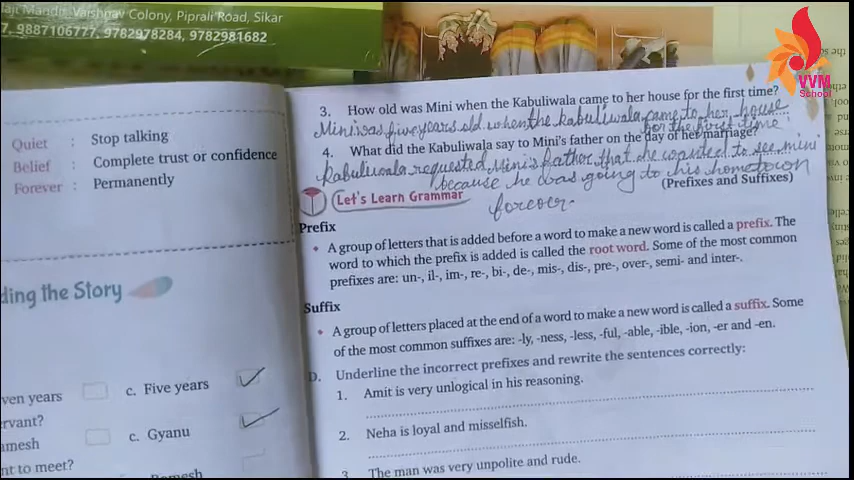 Vaishnav Colony, Piprali Road, Sikar
9887106777, 9782978284, 9782981682
VVM
School
Quiet : Stop talking
Belief : Complete trust or confidence
Forever : Permanently
ding the Story
ven years
c. Five years
rvant?
amesh
c. Gyanu
nt to meet?
3. How old was Mini when the Kabuliwala came to her house for the first time?
Mini was five years old when the kabuliwala came to her house
for the first time
4. What did the Kabuliwala say to Mini's father on the day of her marriage?
kabuliwala requested Mini's father that he wanted to see mini
because he was going to his hometown
forever.
Let's Learn Grammar
(Prefixes and Suffixes)
Prefix
• A group of letters that is added before a word to make a new word is called a prefix. The
word to which the prefix is added is called the root word. Some of the most common
prefixes are: un-, il-, im-, re-, bi-, de-, mis-, dis-, pre-, over-, semi- and inter-.
Suffix
• A group of letters placed at the end of a word to make a new word is called a suffix. Some
of the most common suffixes are: -ly, -ness, -less, -ful, -able, -ible, -ion, -er and -en.
D. Underline the incorrect prefixes and rewrite the sentences correctly:
1. Amit is very unlogical in his reasoning.
2. Neha is loyal and misselfish.
3. The man was very unpolite and rude.